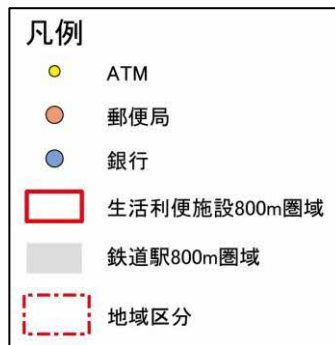 凡例
ATM
郵便局
銀行
生活利便施設800m圏域
鉄道駅800m圏域
地域区分